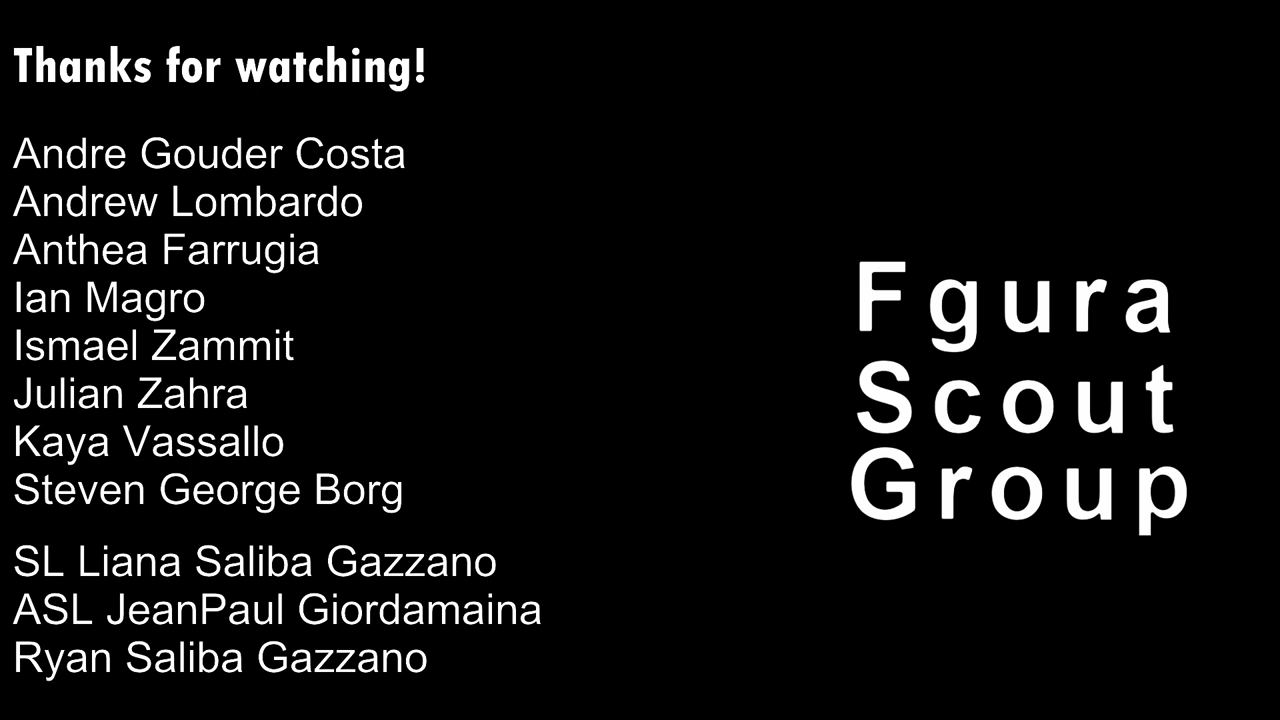 Thanks for watching!
Andre Gouder Costa
Andrew Lombardo
Anthea Farrugia
Ian Magro
Ismael Zammit
Julian Zahra
Kaya Vassallo
Steven George Borg
SL Liana Saliba Gazzano
ASL JeanPaul Giordamaina
Ryan Saliba Gazzano
Fgura
Scout
Group